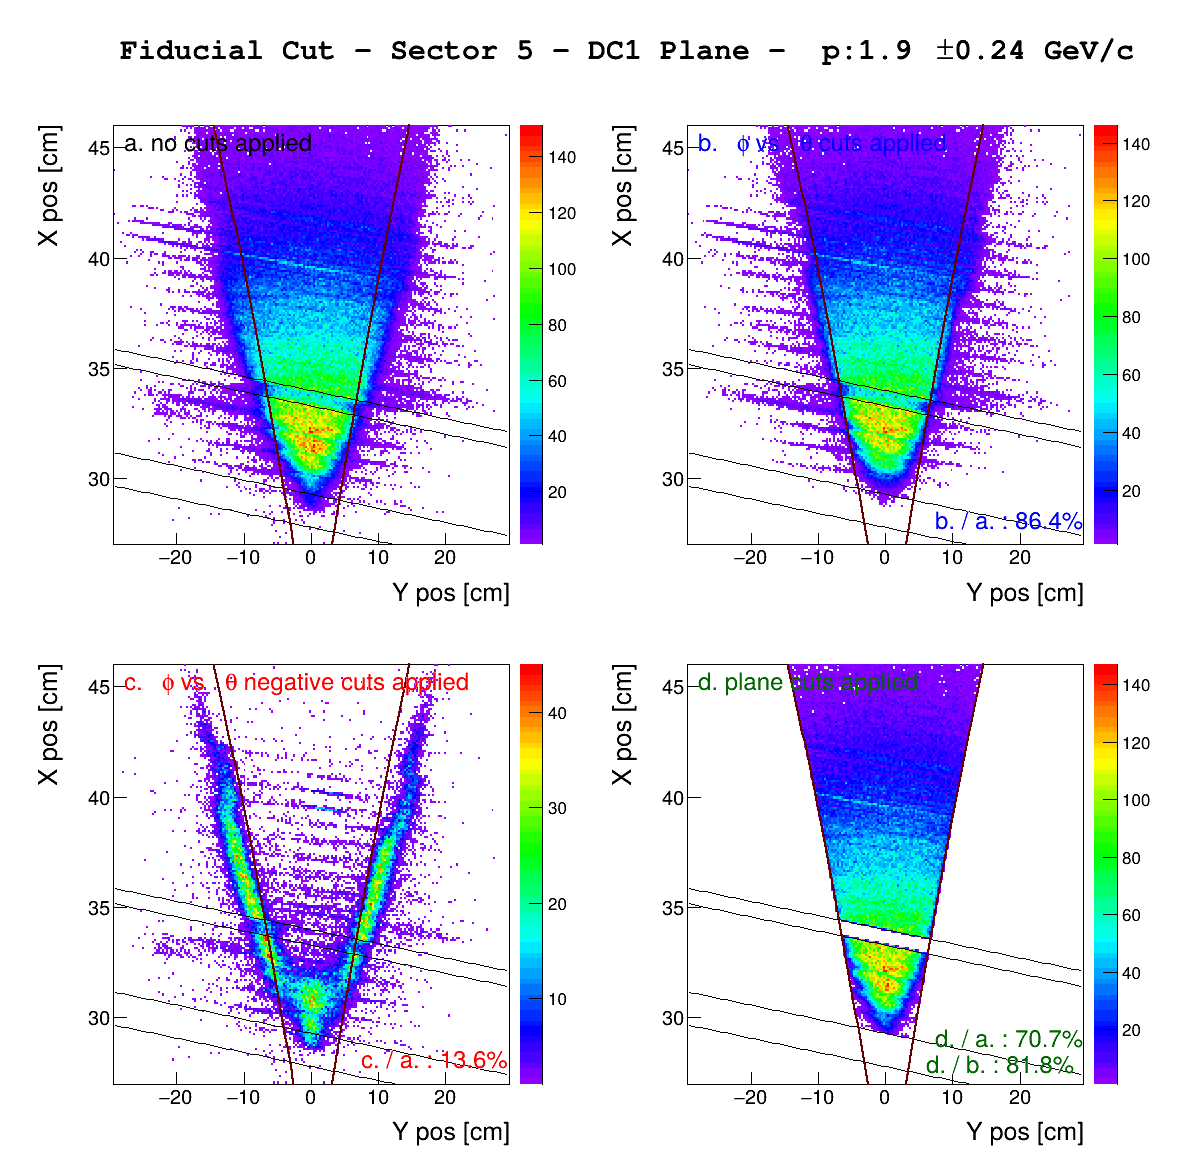 Fiducial Cut – Sector 5 – DC1 Plane – p:1.9 ±0.24 GeV/c
X pos [cm]
45
40
35
30
a. no cuts applied
140
120
100
80
60
40
20
−20 −10 0 10 20
Y pos [cm]
X pos [cm]
45
40
35
30
b. ϕ vs. θ cuts applied
b. / a. : 86.4%
140
120
100
80
60
40
20
−20 −10 0 10 20
Y pos [cm]
X pos [cm]
45
40
35
30
c. ϕ vs. θ negative cuts applied
c. / a. : 13.6%
40
30
20
10
−20 −10 0 10 20
Y pos [cm]
X pos [cm]
45
40
35
30
d. plane cuts applied
d. / a. : 70.7%
d. / b. : 81.8%
140
120
100
80
60
40
20
−20 −10 0 10 20
Y pos [cm]